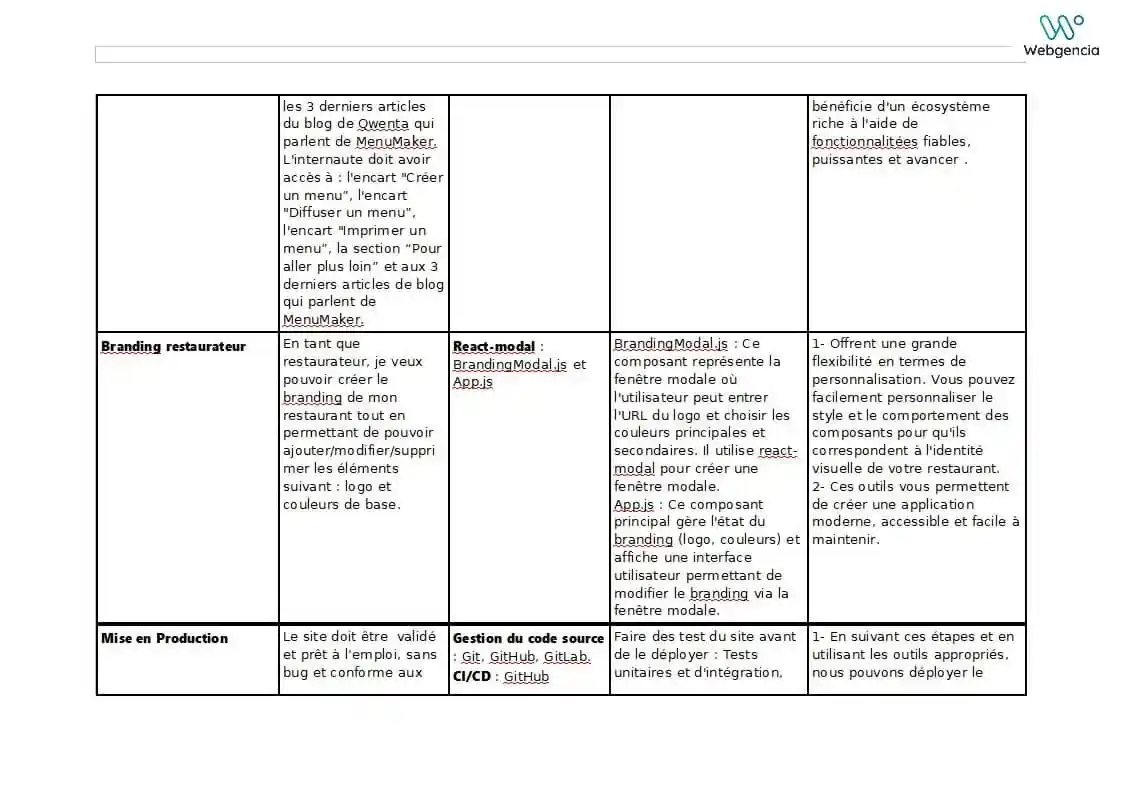 Webgencia
les 3 derniers articles
du blog de Qwenta qui
parlent de MenuMaker.
L'internaute doit avoir
accès à : l'encart "Créer
un menu”, l'encart
"Diffuser un menu”,
l'encart "Imprimer un
menu”, la section “Pour
aller plus loin” et aux 3
derniers articles de blog
qui parlent de
MenuMaker.
bénéficie d'un écosystème
riche à l'aide de
fonctionnalitées fiables,
puissantes et avancer .
Branding restaurateur
En tant que
restaurateur, je veux
pouvoir créer le
branding de mon
restaurant tout en
permettant de pouvoir
ajouter/modifier/suppri
mer les éléments
suivant : logo et
couleurs de base.
React-modal :
BrandingModal.js et
App.js
BrandingModal.js : Ce
composant représente la
fenêtre modale où
l'utilisateur peut entrer
l'URL du logo et choisir les
couleurs principales et
secondaires. Il utilise react-
modal pour créer une
fenêtre modale.
App.js : Ce composant
principal gère l'état du
branding (logo, couleurs) et
affiche une interface
utilisateur permettant de
modifier le branding via la
fenêtre modale.
1- Offrent une grande
flexibilité en termes de
personnalisation. Vous pouvez
facilement personnaliser le
style et le comportement des
composants pour qu'ils
correspondent à l'identité
visuelle de votre restaurant.
2- Ces outils vous permettent
de créer une application
moderne, accessible et facile à
maintenir.
Mise en Production
Le site doit être  validé
et prêt à l'emploi, sans
bug et conforme aux
Gestion du code source
: Git, GitHub, GitLab.
CI/CD : GitHub
Faire des test du site avant
de le déployer : Tests
unitaires et d'intégration,
1- En suivant ces étapes et en
utilisant les outils appropriés,
nous pouvons déployer le